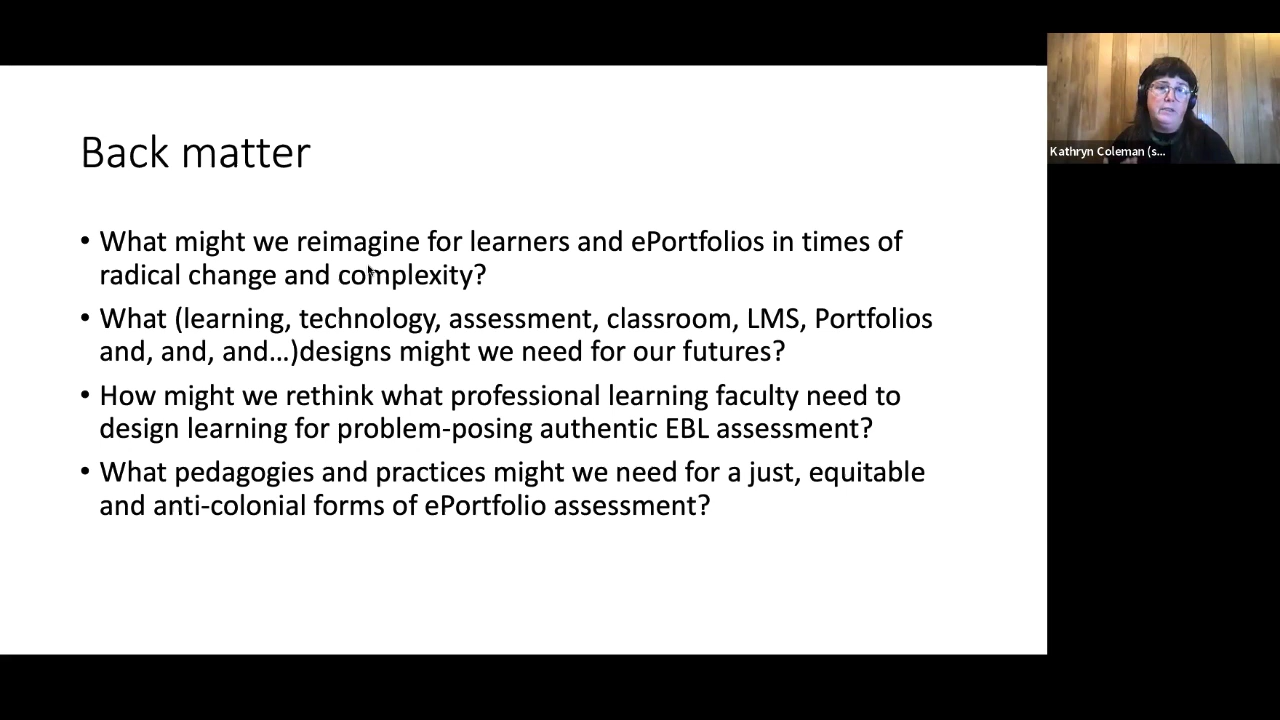 Back matter
• What might we reimagine for learners and ePortfolios in times of
radical change and complexity?
• What (learning, technology, assessment, classroom, LMS, Portfolios
and, and, and...)designs might we need for our futures?
• How might we rethink what professional learning faculty need to
design learning for problem-posing authentic EBL assessment?
• What pedagogies and practices might we need for a just, equitable
and anti-colonial forms of ePortfolio assessment?
Kathryn Coleman (s...